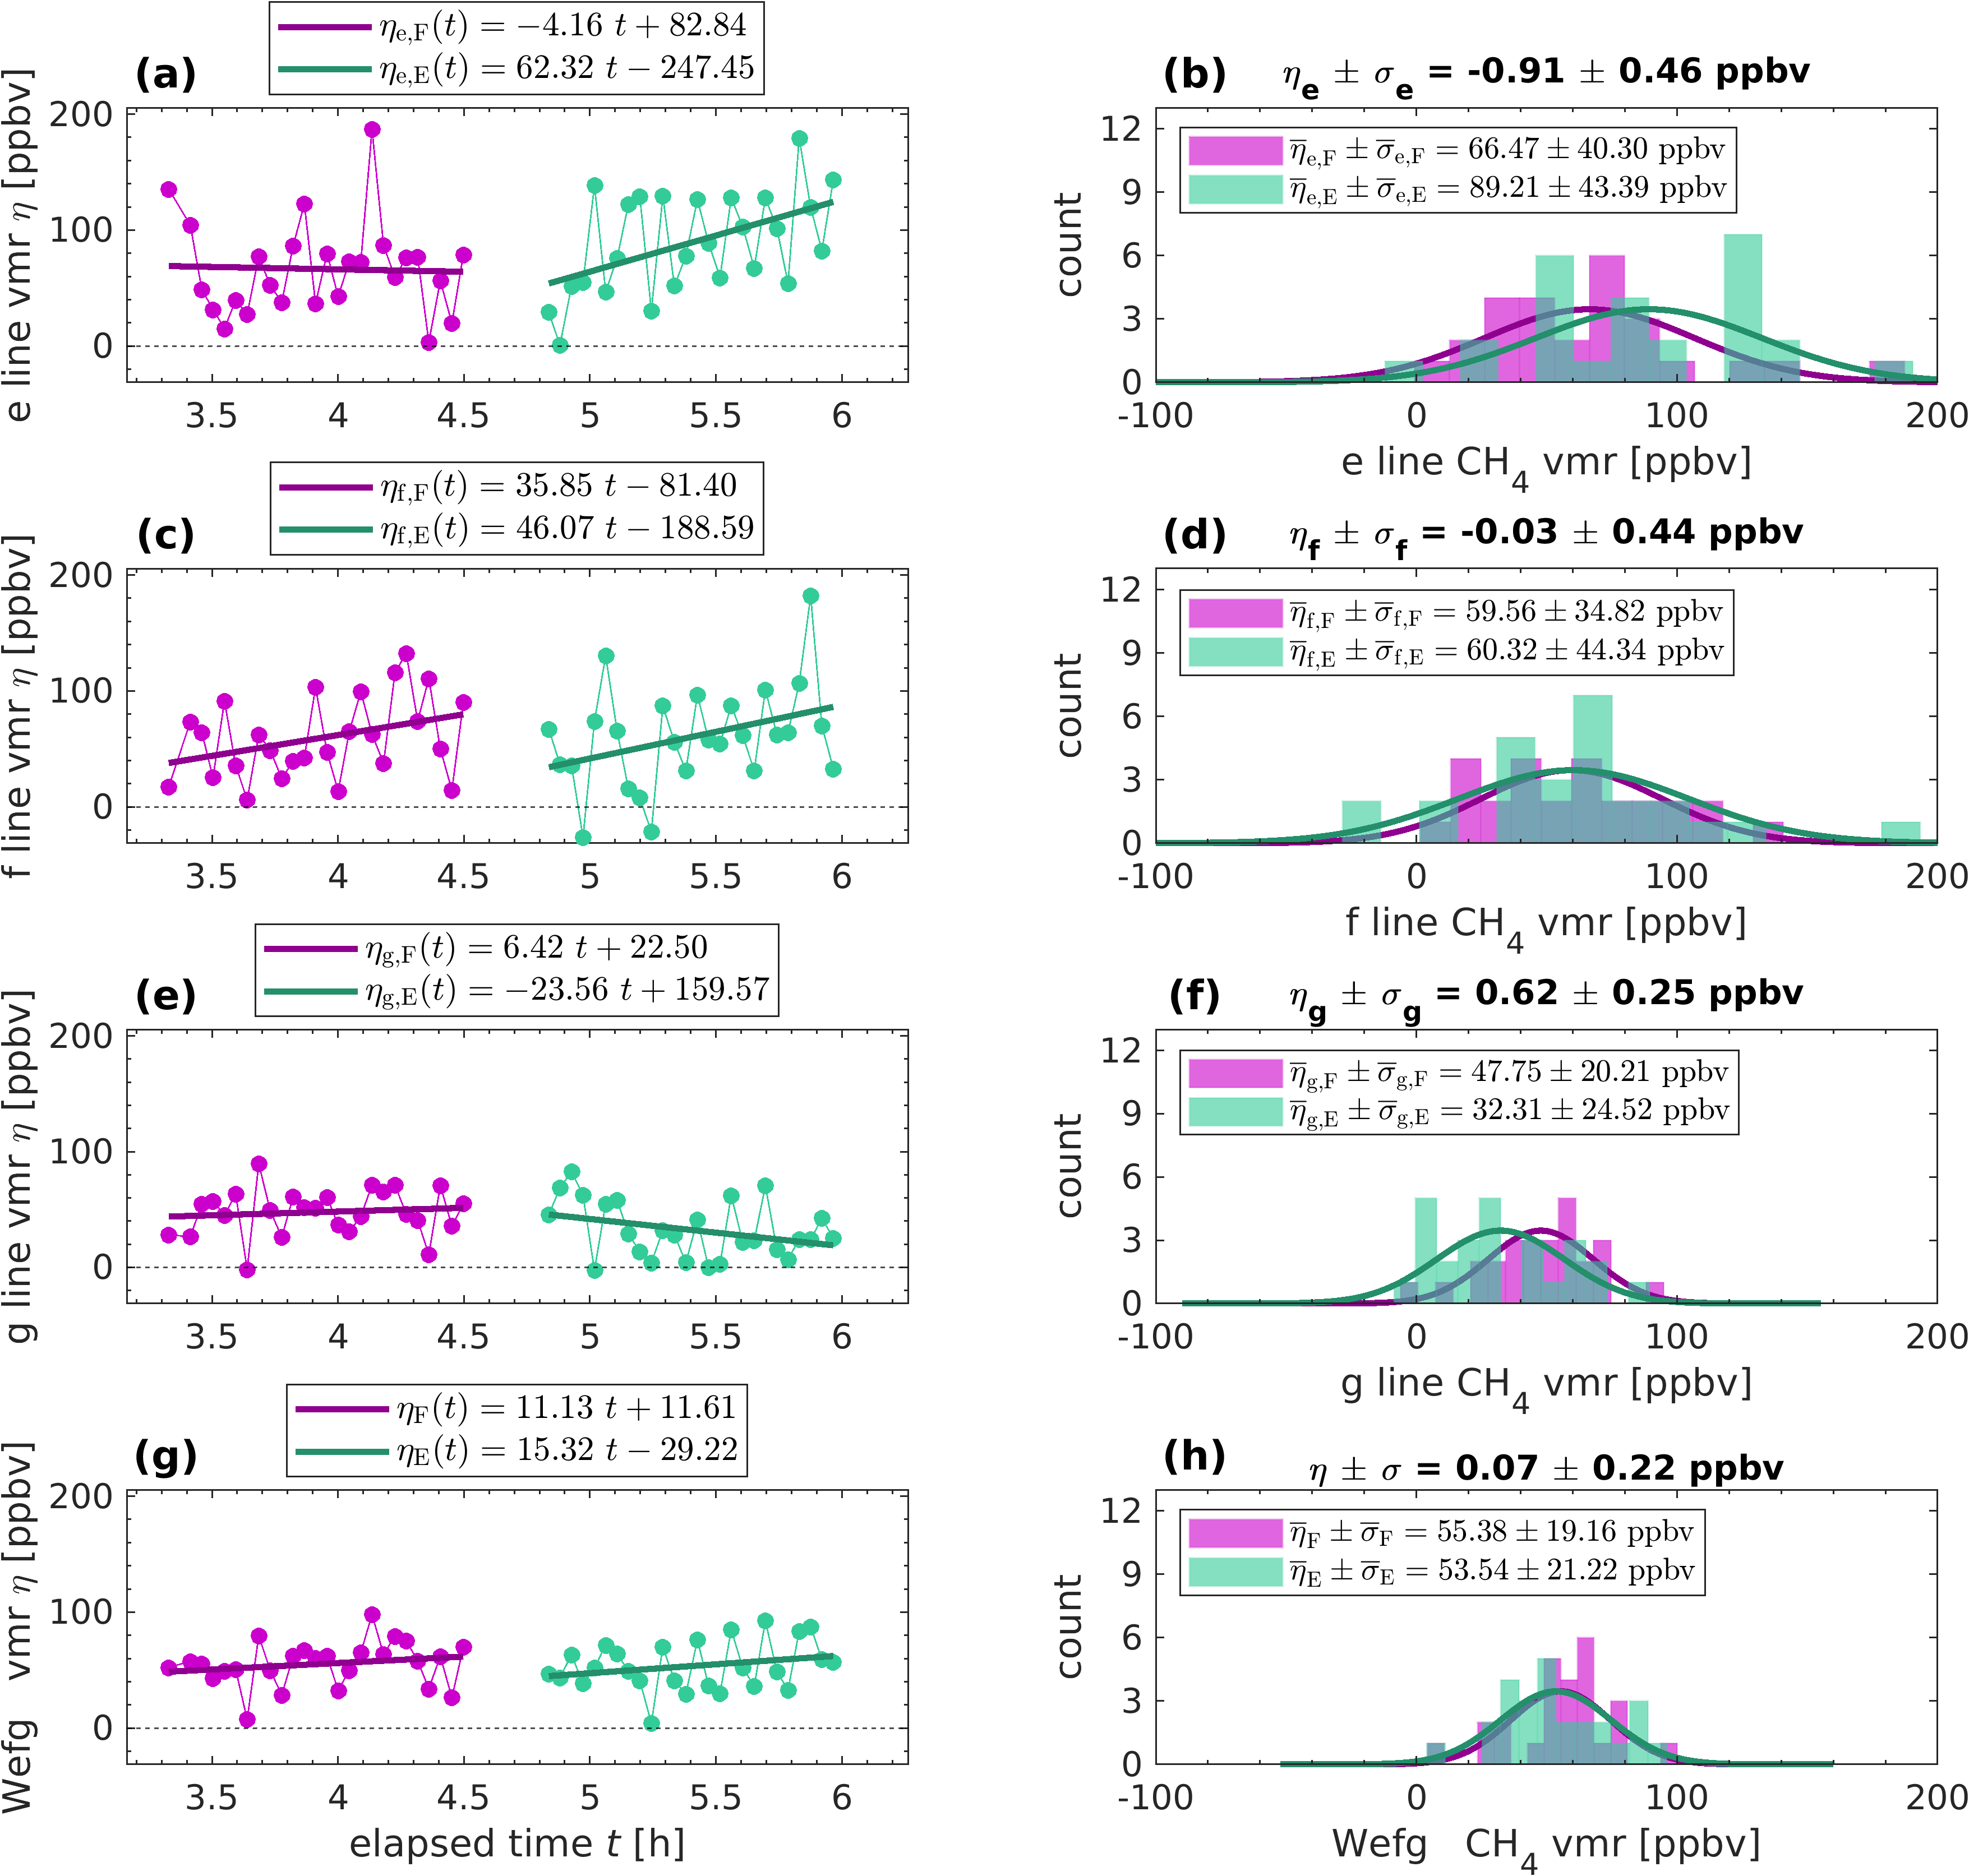 η_e,F(t) = −4.16 t + 82.84
η_e,E(t) = 62.32 t − 247.45
(a)
e line vmr η [ppbv]
200
100
0
3.5 4 4.5 5 5.5 6
(b) η_e ± σ_e = -0.91 ± 0.46 ppbv
η̅_e,F ± σ̅_e,F = 66.47 ± 40.30 ppbv
η̅_e,E ± σ̅_e,E = 89.21 ± 43.39 ppbv
count
12
9
6
3
0
-100 0 100 200
e line CH₄ vmr [ppbv]
η_f,F(t) = 35.85 t − 81.40
η_f,E(t) = 46.07 t − 188.59
(c)
f line vmr η [ppbv]
200
100
0
3.5 4 4.5 5 5.5 6
(d) η_f ± σ_f = -0.03 ± 0.44 ppbv
η̅_f,F ± σ̅_f,F = 59.56 ± 34.82 ppbv
η̅_f,E ± σ̅_f,E = 60.32 ± 44.34 ppbv
count
12
9
6
3
0
-100 0 100 200
f line CH₄ vmr [ppbv]
η_g,F(t) = 6.42 t + 22.50
η_g,E(t) = −23.56 t + 159.57
(e)
g line vmr η [ppbv]
200
100
0
3.5 4 4.5 5 5.5 6
(f) η_g ± σ_g = 0.62 ± 0.25 ppbv
η̅_g,F ± σ̅_g,F = 47.75 ± 20.21 ppbv
η̅_g,E ± σ̅_g,E = 32.31 ± 24.52 ppbv
count
12
9
6
3
0
-100 0 100 200
g line CH₄ vmr [ppbv]
η_F(t) = 11.13 t + 11.61
η_E(t) = 15.32 t − 29.22
(g)
Wefg vmr η [ppbv]
200
100
0
3.5 4 4.5 5 5.5 6
elapsed time t [h]
(h) η ± σ = 0.07 ± 0.22 ppbv
η̅_F ± σ̅_F = 55.38 ± 19.16 ppbv
η̅_E ± σ̅_E = 53.54 ± 21.22 ppbv
count
12
9
6
3
0
-100 0 100 200
Wefg CH₄ vmr [ppbv]